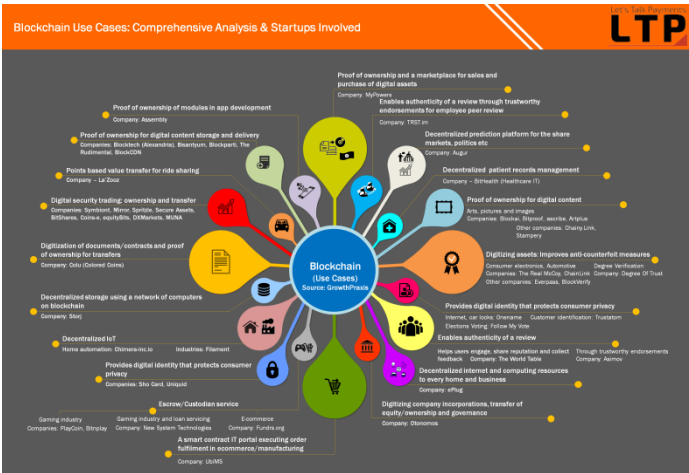 Blockchain Use Cases: Comprehensive Analysis & Startups Involved
Let's Talk Payments
LTP
Proof of ownership and a marketplace for sales and
purchase of digital assets
Company: MyPowers
Enables authenticity of a review through trustworthy
endorsements for employee peer review
Company: TRST.im
Decentralized prediction platform for the share
markets, politics etc
Company: Augur
Decentralized patient records management
Company – BitHealth (Healthcare IT)
Proof of ownership for digital content
Arts, pictures and images
Companies: Blockai, Bitproof, ascribe, Artplus
Other companies: Chainy.Link,
Stampery
Digitizing assets: Improves anti-counterfeit measures
Consumer electronics, Automotive
Degree Verification
Companies: The Real McCoy, ChainLink
Company: Degree Of Trust
Other companies: Everpass, BlockVerify
Provides digital identity that protects consumer privacy
Internet, car locks: Onename
Customer identification: Trustatom
Elections Voting: Follow My Vote
Enables authenticity of a review
Helps users engage, share reputation and collect
feedback Company: The World Table
Through trustworthy endorsements
Company: Asimov
Decentralized internet and computing resources
to every home and business
Company: ePlug
Digitizing company incorporations, transfer of
equity/ownership and governance
Company: Otonomos
Proof of ownership of modules in app development
Company: Assembly
Proof of ownership for digital content storage and delivery
Companies: Blocktech (Alexandria), Bisantyum, Blockparti, The
Rudimental, BlockCDN
Points based value transfer for ride sharing
Company – La'Zooz
Digital security trading: ownership and transfer
Companies: Symbiont, Mirror, Spritzle, Secure Assets,
BitShares, Coins-e, equityBits, DXMarkets, MUNA
Digitization of documents/contracts and proof
of ownership for transfers
Company: Colu (Colored Coins)
Decentralized storage using a network of computers
on blockchain
Company: Storj
Decentralized IoT
Home automation: Chimera-inc.io
Industries: Filament
Provides digital identity that protects consumer
privacy
Companies: Sho Card, Uniquid
Escrow/Custodian service
Gaming industry
Companies: PlayCoin, Bitnplay
Gaming industry and loan servicing
Company: New System Technologies
E-commerce
Company: Fundrs.org
A smart contract IT portal executing order
fulfilment in ecommerce/manufacturing
Company: UbiMS
Blockchain
(Use Cases)
Source: GrowthPraxis